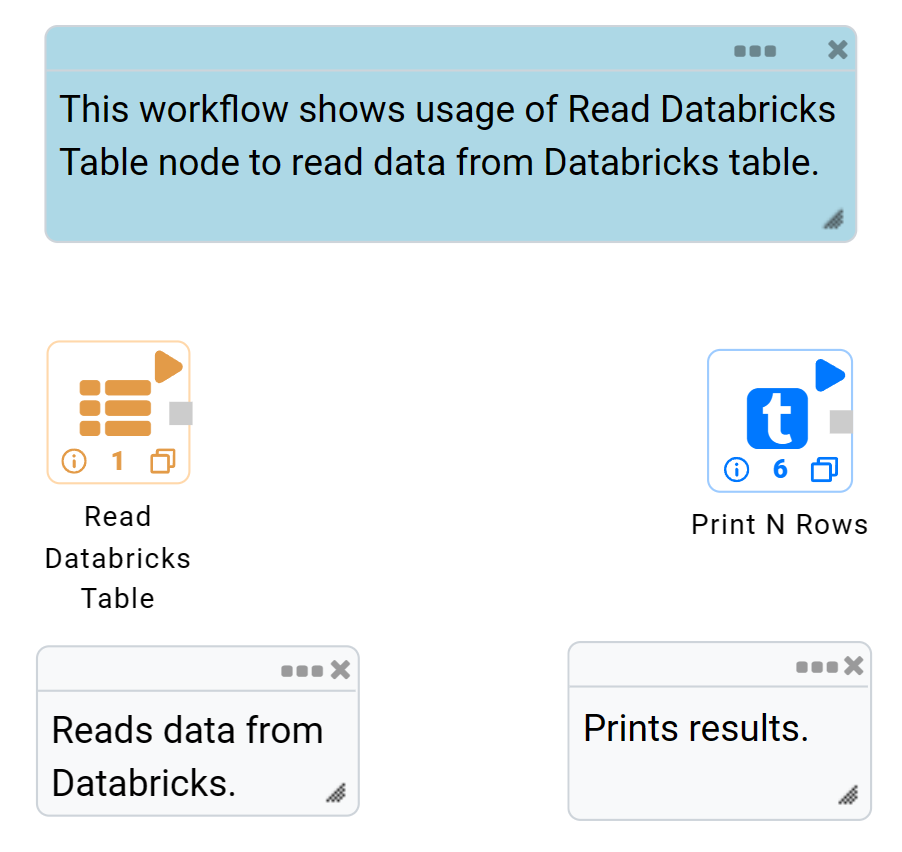 This workflow shows usage of Read Databricks
Table node to read data from Databricks table.
1
Read
Databricks
Table
t
6
Print N Rows
Reads data from
Databricks.
Prints results.